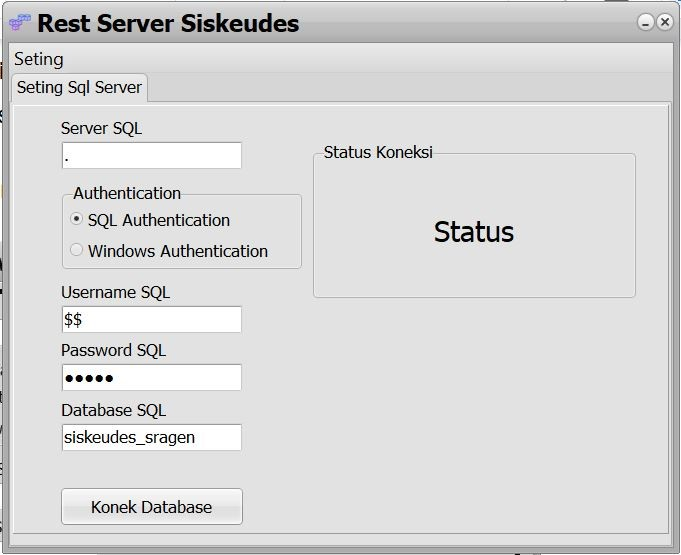 Rest Server Siskeudes
Seting
Seting Sql Server
Server SQL
.
Authentication
SQL Authentication
Windows Authentication
Username SQL
$$
Password SQL
●●●●●
Database SQL
siskeudes_sragen
Konek Database
Status Koneksi
Status